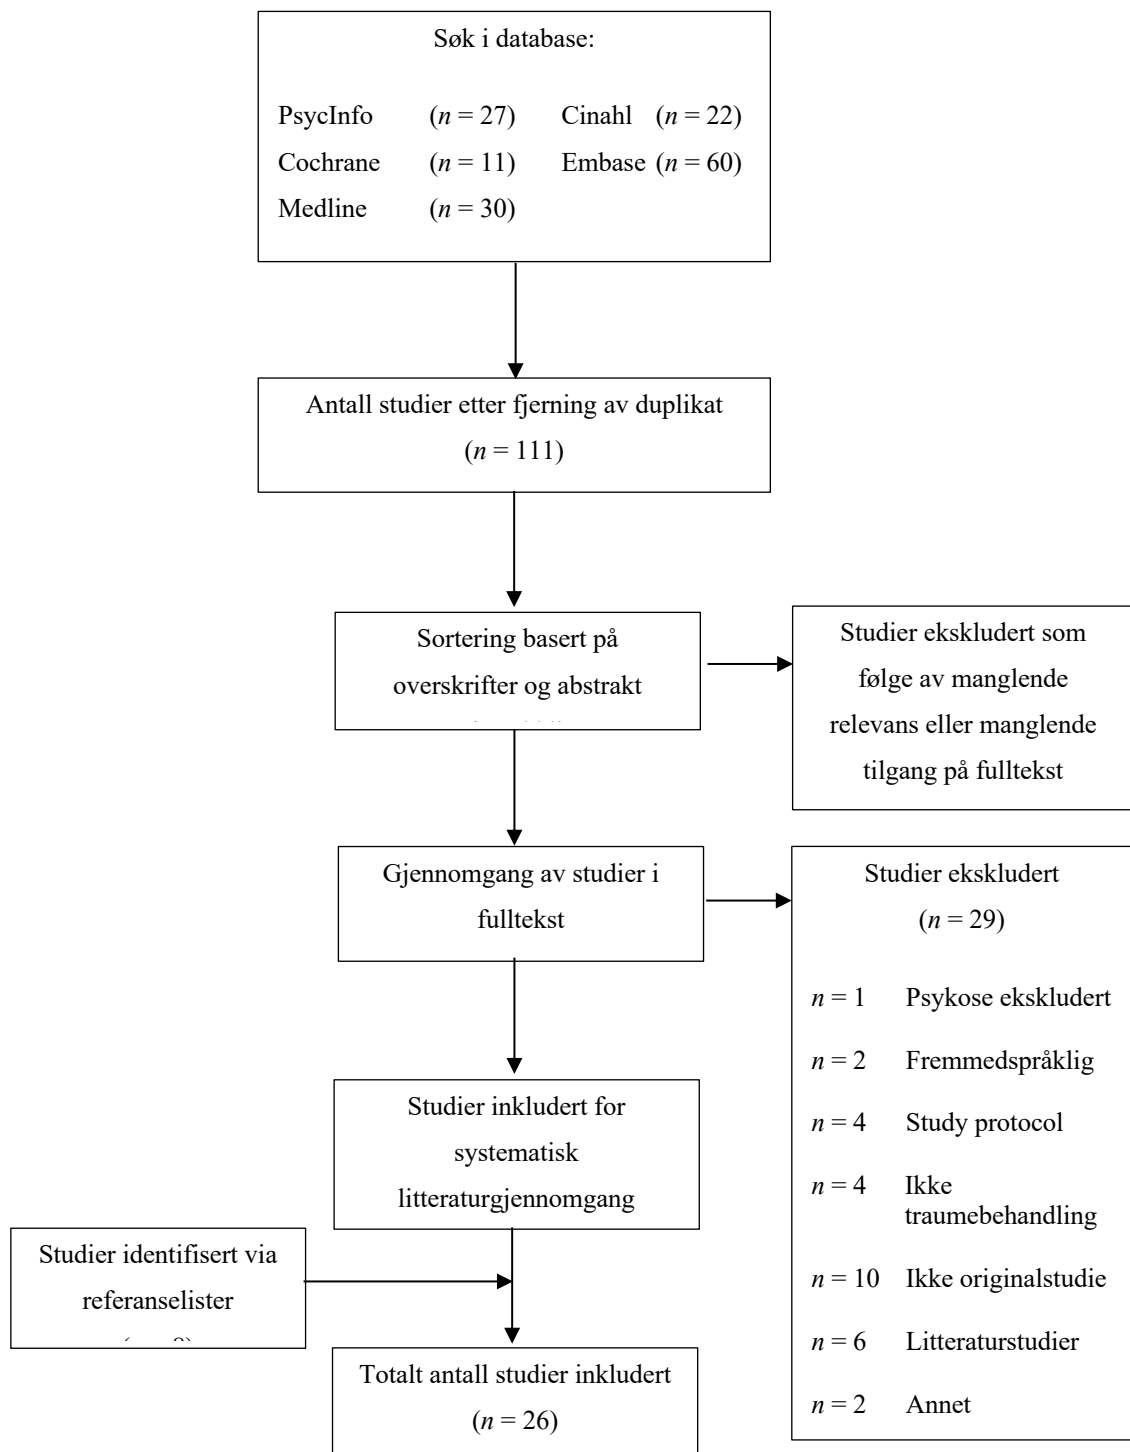 Søk i database:
PsycInfo (n = 27) Cinahl (n = 22)
Cochrane (n = 11) Embase (n = 60)
Medline (n = 30)
Antall studier etter fjerning av duplikat
(n = 111)
Sortering basert på
overskrifter og abstrakt
Studier ekskludert som
følge av manglende
relevans eller manglende
tilgang på fulltekst
Gjennomgang av studier i
fulltekst
Studier ekskludert
(n = 29)
n = 1 Psykose ekskludert
n = 2 Fremmedspråklig
n = 4 Study protocol
n = 4 Ikke
traumebehandling
n = 10 Ikke originalstudie
n = 6 Litteraturstudier
n = 2 Annet
Studier inkludert for
systematisk
litteraturgjennomgang
Studier identifisert via
referanselister
Totalt antall studier inkludert
(n = 26)